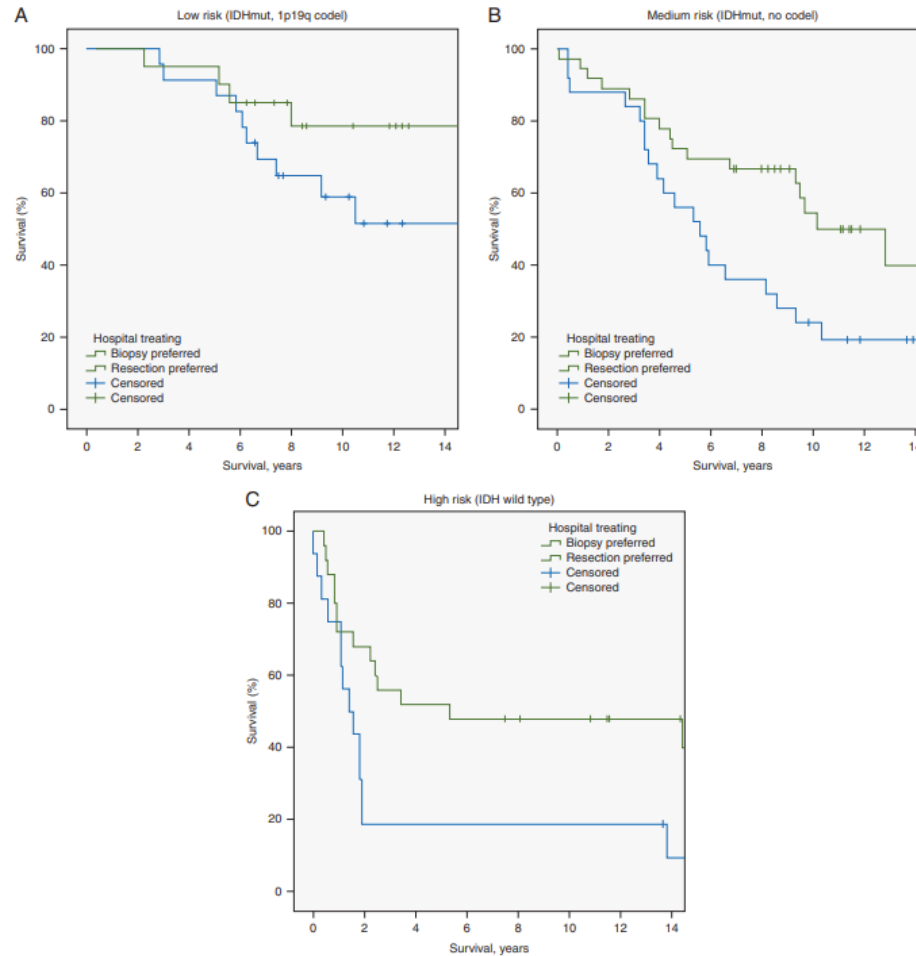 A
Low risk (IDHmut, 1p19q codel)
100
80
60
40
20
0
Survival (%)
Hospital treating
Biopsy preferred
Resection preferred
Censored
Censored
0 2 4 6 8 10 12 14
Survival, years
B
Medium risk (IDHmut, no codel)
100
80
60
40
20
0
Survival (%)
Hospital treating
Biopsy preferred
Resection preferred
Censored
Censored
0 2 4 6 8 10 12 14
Survival, years
C
High risk (IDH wild type)
100
80
60
40
20
0
Survival (%)
Hospital treating
Biopsy preferred
Resection preferred
Censored
Censored
0 2 4 6 8 10 12 14
Survival, years